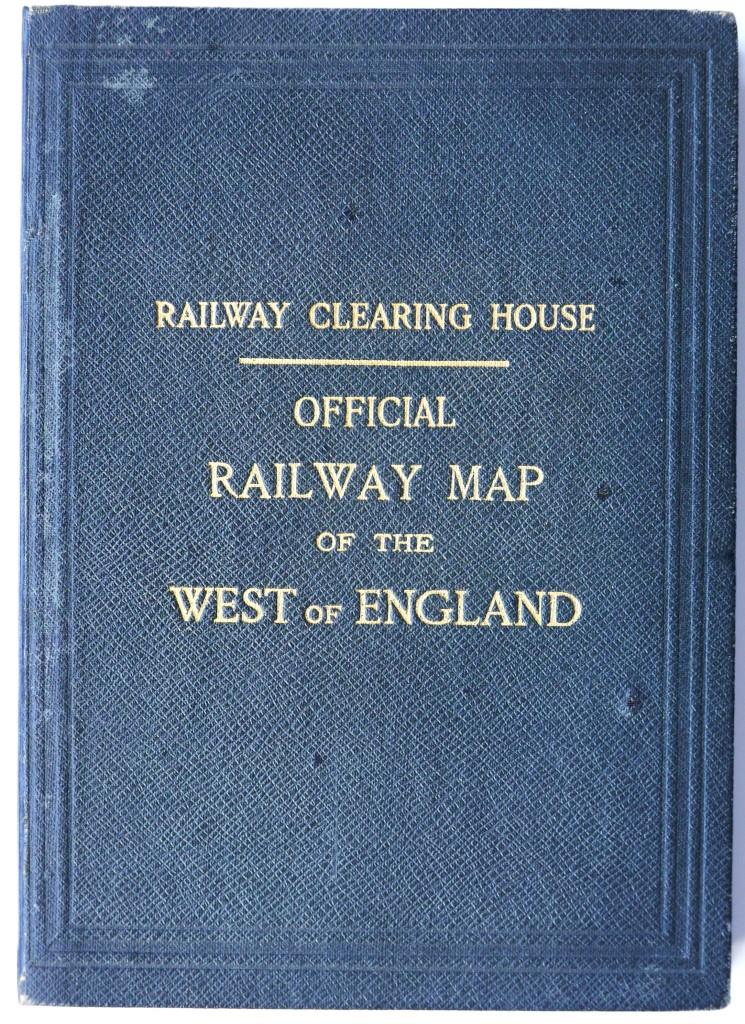 RAILWAY CLEARING HOUSE
OFFICIAL
RAILWAY MAP
OF THE
WEST OF ENGLAND